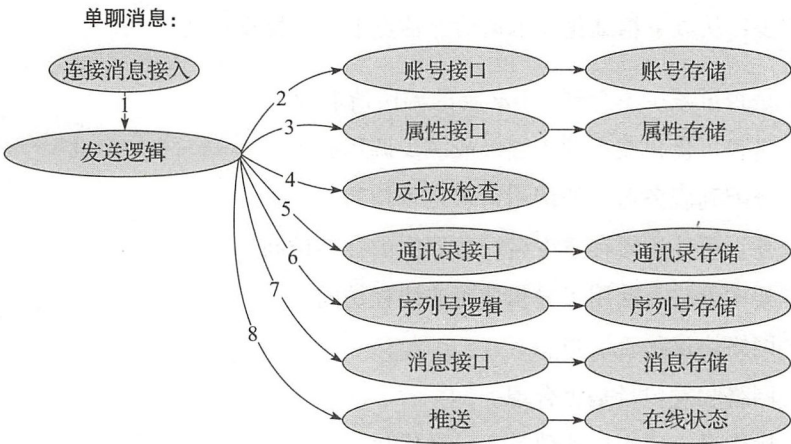 单聊消息：
连接消息接入
1
发送逻辑
2
账号接口
账号存储
3
属性接口
属性存储
4
反垃圾检查
5
通讯录接口
通讯录存储
6
序列号逻辑
序列号存储
7
消息接口
消息存储
8
推送
在线状态